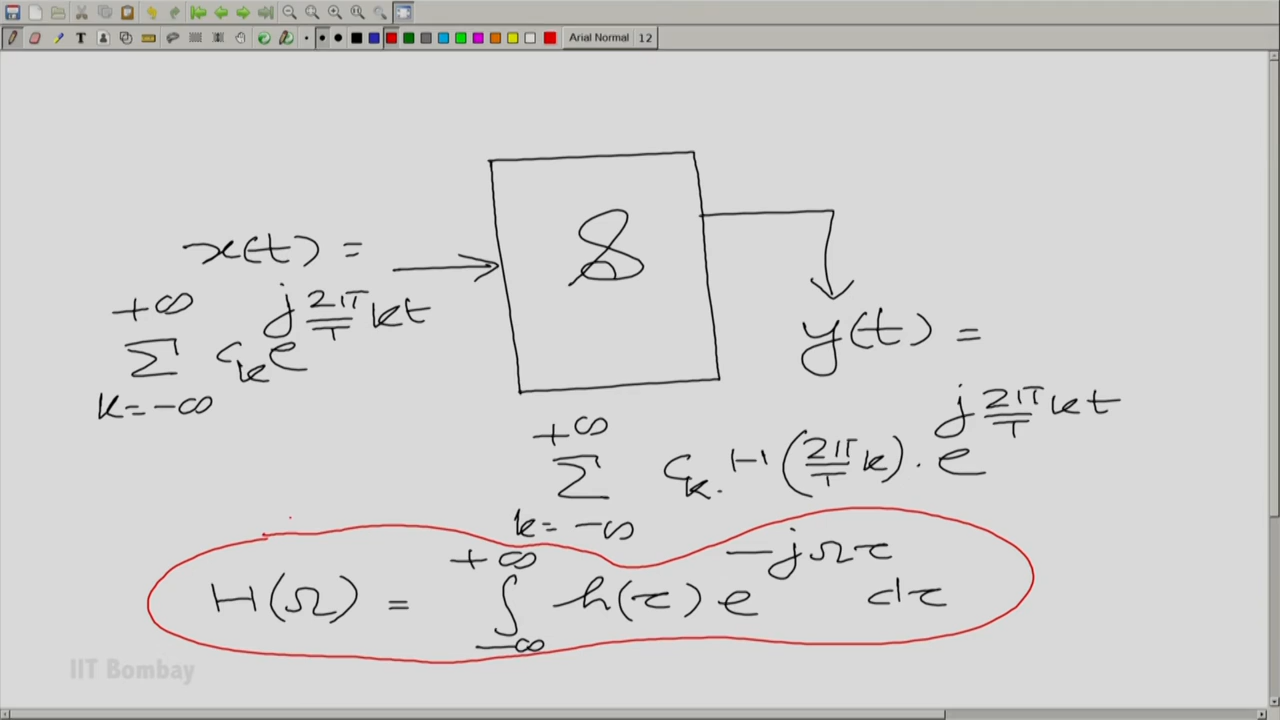 Arial Normal 12
x(t) =
+∞
∑ c_k e^{j 2π/T kt}
k=-∞
S
y(t) =
+∞
∑ c_k . H(2π/T k) . e^{j 2π/T kt}
k=-∞
H(Ω) = ∫_{-∞}^{+∞} h(τ) e^{-jΩτ} dτ
IIT Bombay